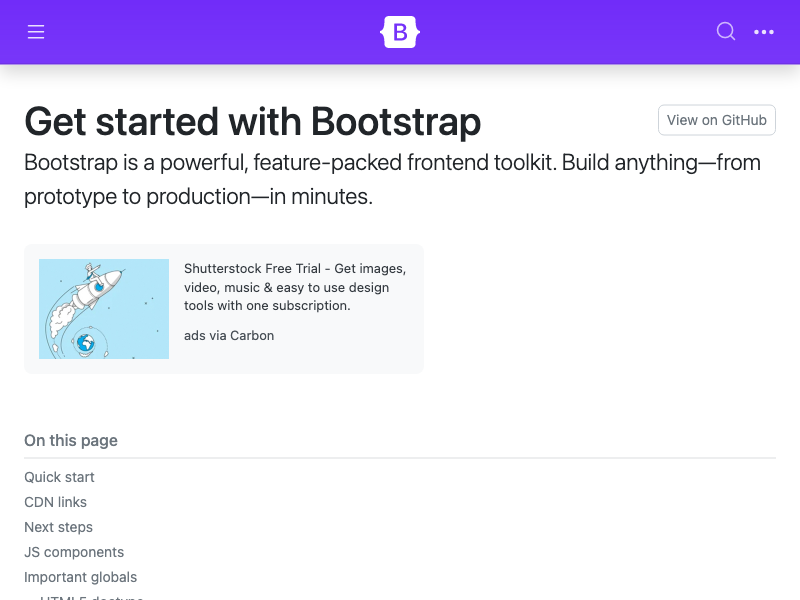 B
Get started with Bootstrap
View on GitHub
Bootstrap is a powerful, feature-packed frontend toolkit. Build anything—from
prototype to production—in minutes.
Shutterstock Free Trial - Get images,
video, music & easy to use design
tools with one subscription.
ads via Carbon
On this page
Quick start
CDN links
Next steps
JS components
Important globals
HTML5 doctype